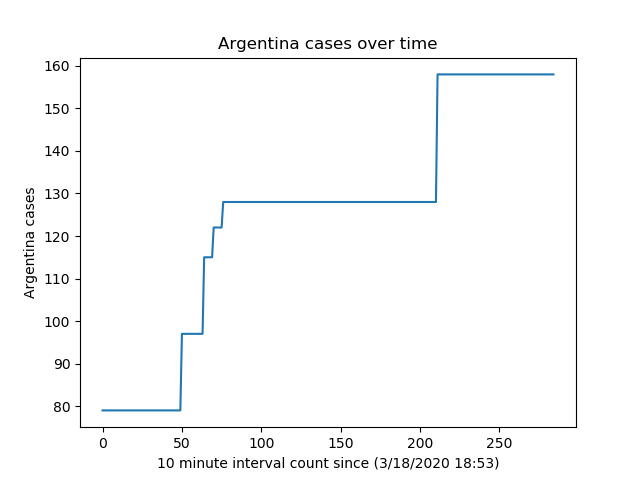 Argentina cases over time
160
150
140
130
120
110
100
90
80
Argentina cases
0 50 100 150 200 250
10 minute interval count since (3/18/2020 18:53)